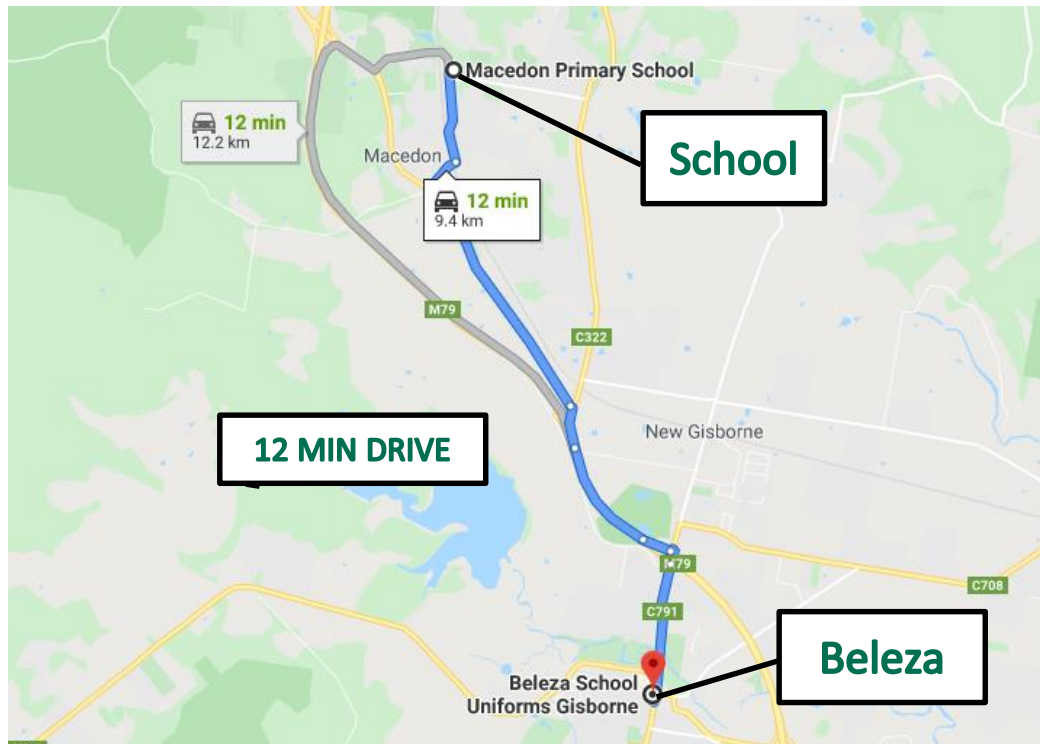 Macedon Primary School
12 min
12.2 km
School
Macedon
12 min
9.4 km
M79
C322
12 MIN DRIVE
New Gisborne
M79
C708
C791
Beleza
Beleza School
Uniforms Gisborne